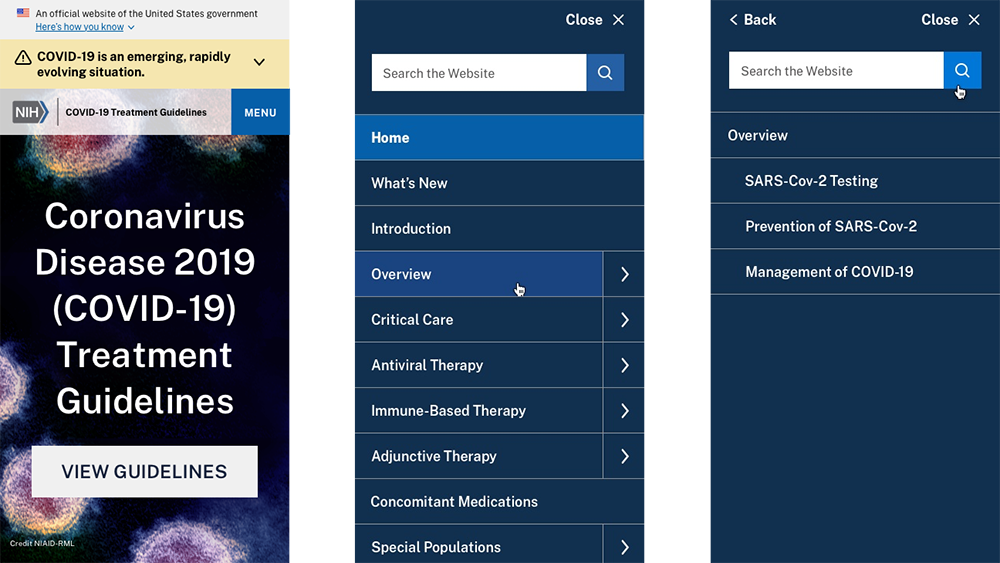 An official website of the United States government
Here's how you know
COVID-19 is an emerging, rapidly
evolving situation.
NIH
COVID-19 Treatment Guidelines
MENU
Coronavirus
Disease 2019
(COVID-19)
Treatment
Guidelines
VIEW GUIDELINES
Credit NIAID-RML
Close
Search the Website
Home
What's New
Introduction
Overview
Critical Care
Antiviral Therapy
Immune-Based Therapy
Adjunctive Therapy
Concomitant Medications
Special Populations
Back
Close
Search the Website
Overview
SARS-Cov-2 Testing
Prevention of SARS-Cov-2
Management of COVID-19